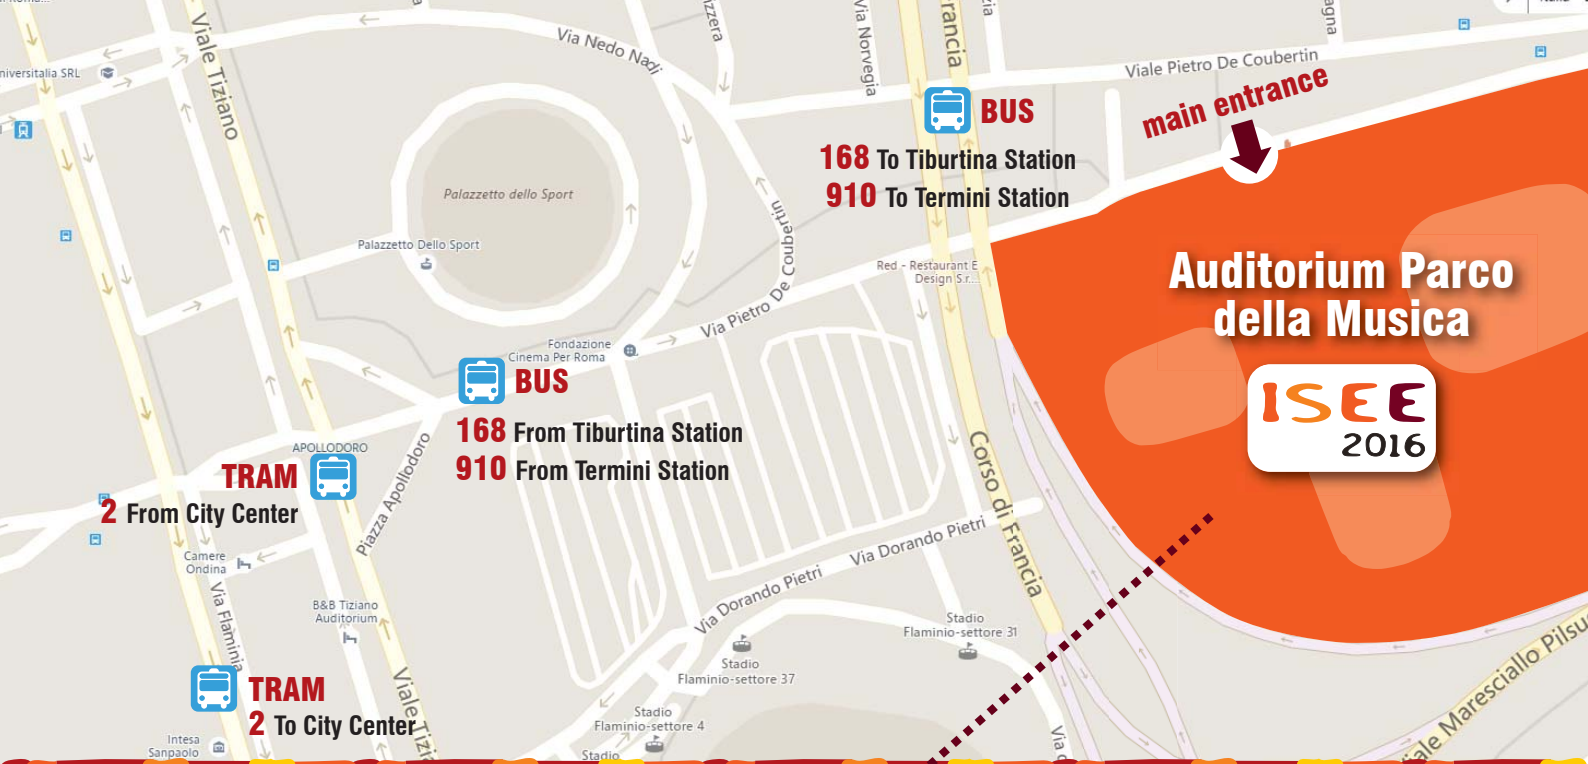 Viale Tiziano
Via Nedo Nadi
Via Norvegia
Viale Pietro De Coubertin
main entrance
BUS
168 To Tiburtina Station
910 To Termini Station
Palazzetto dello Sport
Palazzetto Dello Sport
Via Pietro De Coubertin
Red - Restaurant E
Design S.r....
Auditorium Parco
della Musica
ISEE
2016
Fondazione
Cinema Per Roma
BUS
168 From Tiburtina Station
910 From Termini Station
APOLLODORO
TRAM
2 From City Center
Piazza Apollodoro
Corso di Francia
Via Dorando Pietri
Via Dorando Pietri
Camere
Ondina
Via Flaminia
B&B Tiziano
Auditorium
Stadio
Flaminio-settore 31
Stadio
Flaminio-settore 37
TRAM
2 To City Center
Stadio
Flaminio-settore 4
Stadio
Intesa
Sanpaolo